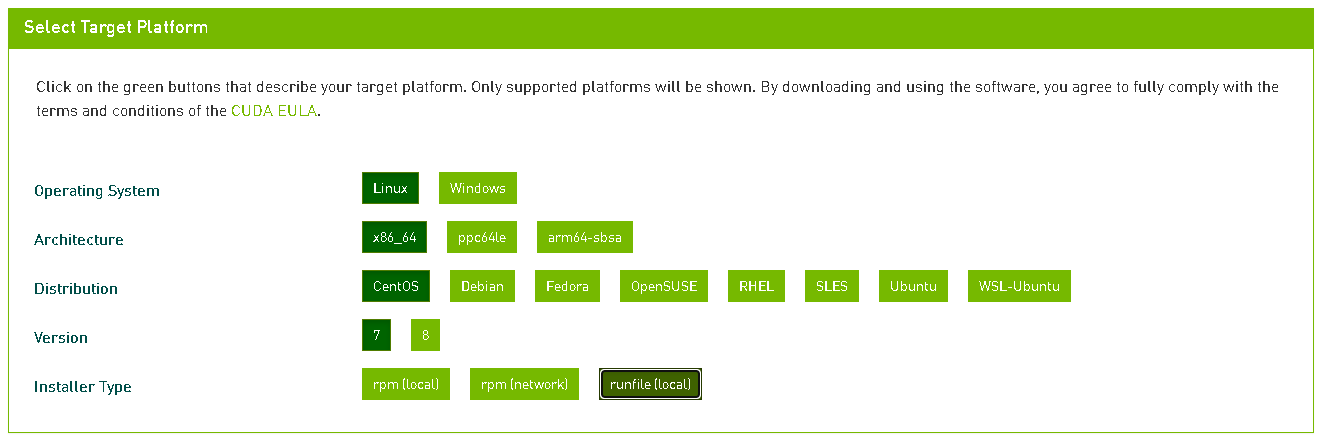 Select Target Platform
Click on the green buttons that describe your target platform. Only supported platforms will be shown. By downloading and using the software, you agree to fully comply with the
terms and conditions of the CUDA EULA.
Operating System Linux Windows
Architecture x86_64 ppc64le arm64-sbsa
Distribution CentOS Debian Fedora OpenSUSE RHEL SLES Ubuntu WSL-Ubuntu
Version 7 8
Installer Type rpm (local) rpm (network) runfile (local)